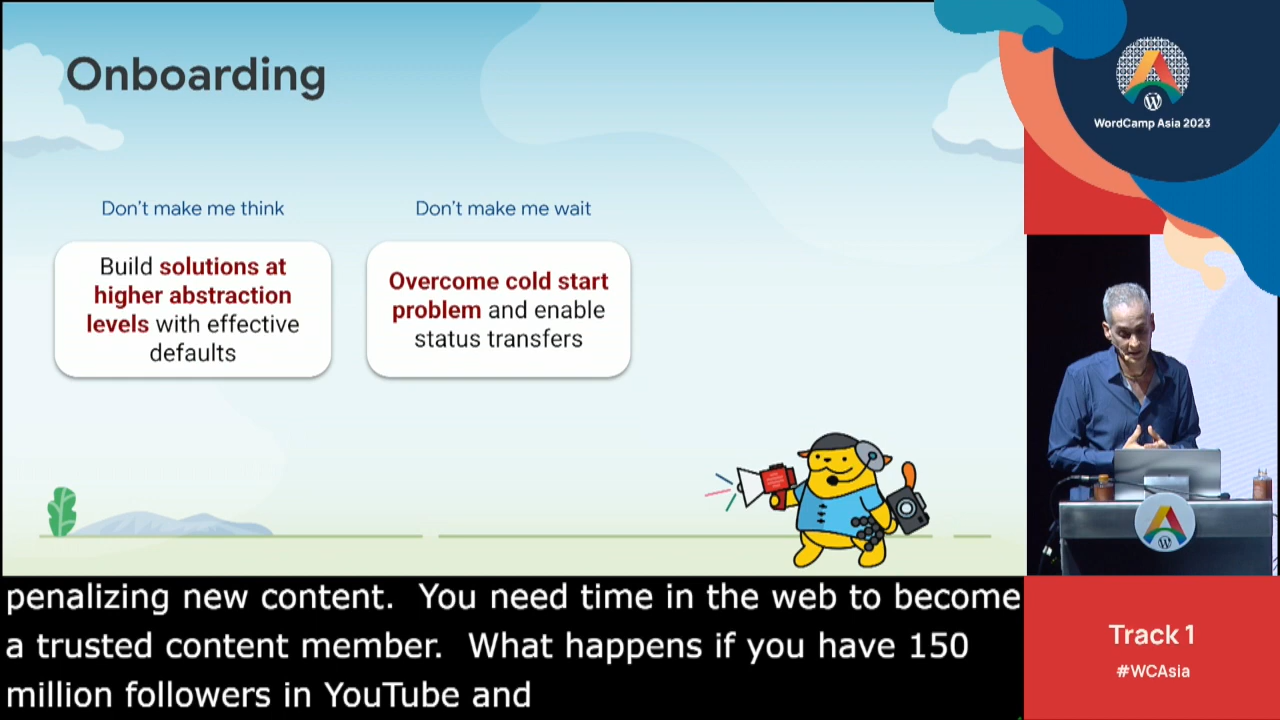 Onboarding
Don't make me think
Build solutions at
higher abstraction
levels with effective
defaults
Don't make me wait
Overcome cold start
problem and enable
status transfers
WordCamp Asia 2023
penalizing new content.  You need time in the web to become
a trusted content member.  What happens if you have 150
million followers in YouTube and
Track 1
#WCAsia